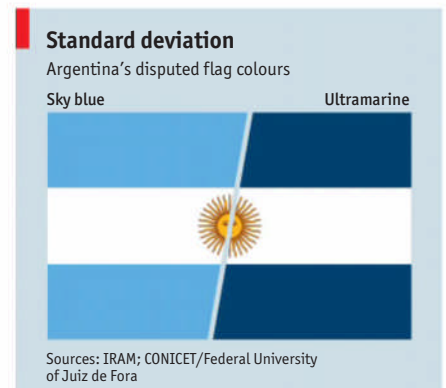 Standard deviation
Argentina's disputed flag colours
Sky blue Ultramarine
Sources: IRAM; CONICET/Federal University
of Juiz de Fora